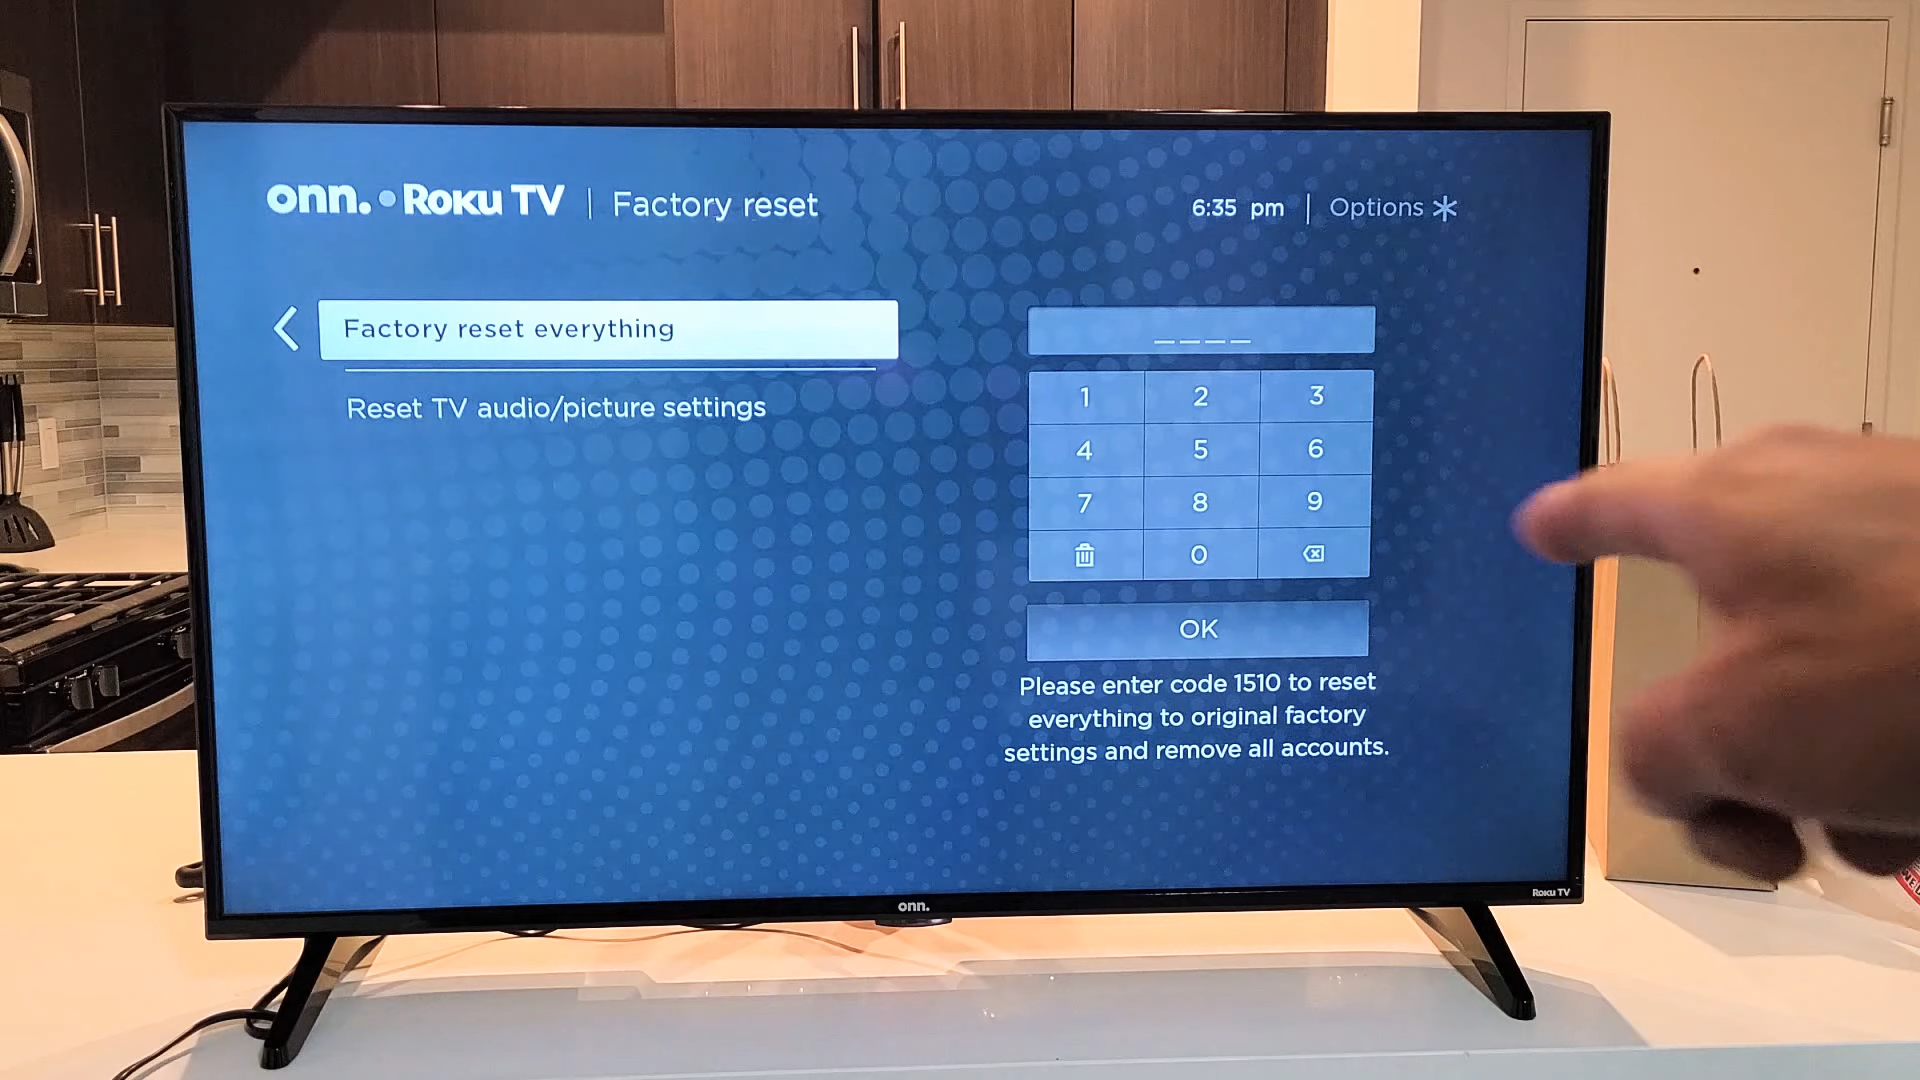 onn. • Roku TV | Factory reset
6:35 pm | Options
Factory reset everything
Reset TV audio/picture settings
_ _ _ _
1 2 3
4 5 6
7 8 9
0
OK
Please enter code 1510 to reset
everything to original factory
settings and remove all accounts.
onn.
Roku TV